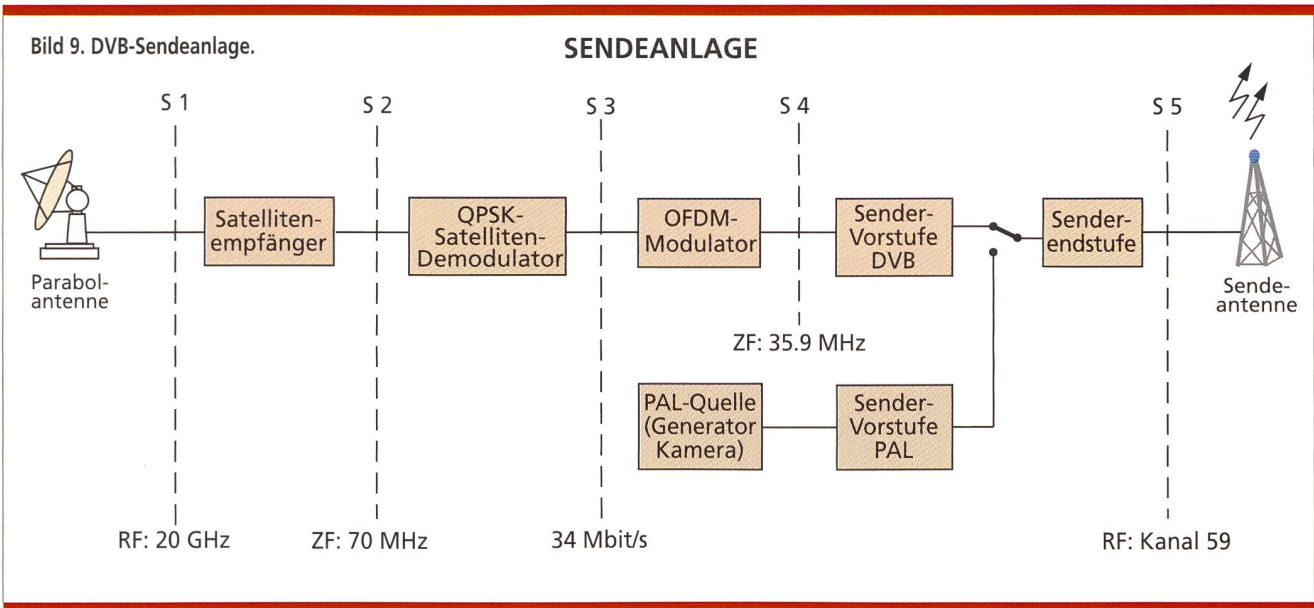 Bild 9. DVB-Sendeanlage.
SENDEANLAGE
S 1
S 2
S 3
S 4
S 5
Parabol-
antenne
Satelliten-
empfänger
QPSK-
Satelliten-
Demodulator
OFDM-
Modulator
Sender-
Vorstufe
DVB
Sender-
endstufe
Sende-
antenne
ZF: 35.9 MHz
PAL-Quelle
(Generator
Kamera)
Sender-
Vorstufe
PAL
RF: 20 GHz
ZF: 70 MHz
34 Mbit/s
RF: Kanal 59